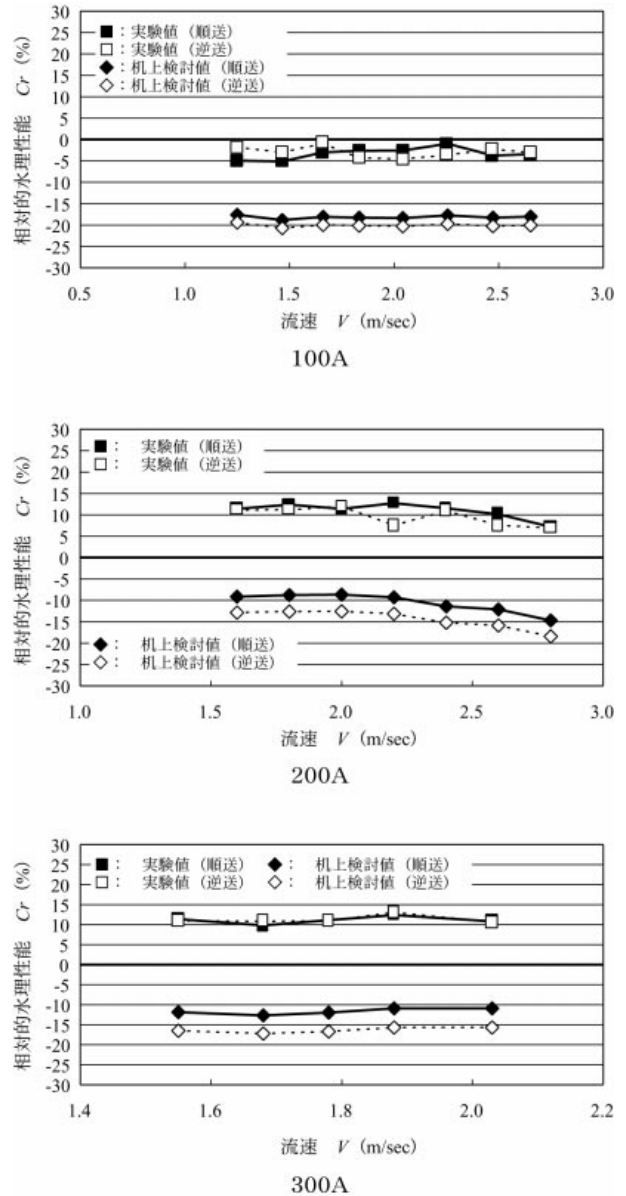 30
25
20
15
10
5
0
-5
-10
-15
-20
-25
-30
相対的水理性能 Cr (%)
■：実験値（順送）
□：実験値（逆送）
◆：机上検討値（順送）
◇：机上検討値（逆送）
0.5 1.0 1.5 2.0 2.5 3.0
流速 V (m/sec)
100A
30
25
20
15
10
5
0
-5
-10
-15
-20
-25
-30
相対的水理性能 Cr (%)
■： 実験値（順送）
□： 実験値（逆送）
◆： 机上検討値（順送）
◇： 机上検討値（逆送）
1.0 1.5 2.0 2.5 3.0
流速 V (m/sec)
200A
30
25
20
15
10
5
0
-5
-10
-15
-20
-25
-30
相対的水理性能 Cr (%)
■： 実験値（順送） ◆： 机上検討値（順送）
□： 実験値（逆送） ◇： 机上検討値（逆送）
1.4 1.6 1.8 2.0 2.2
流速 V (m/sec)
300A